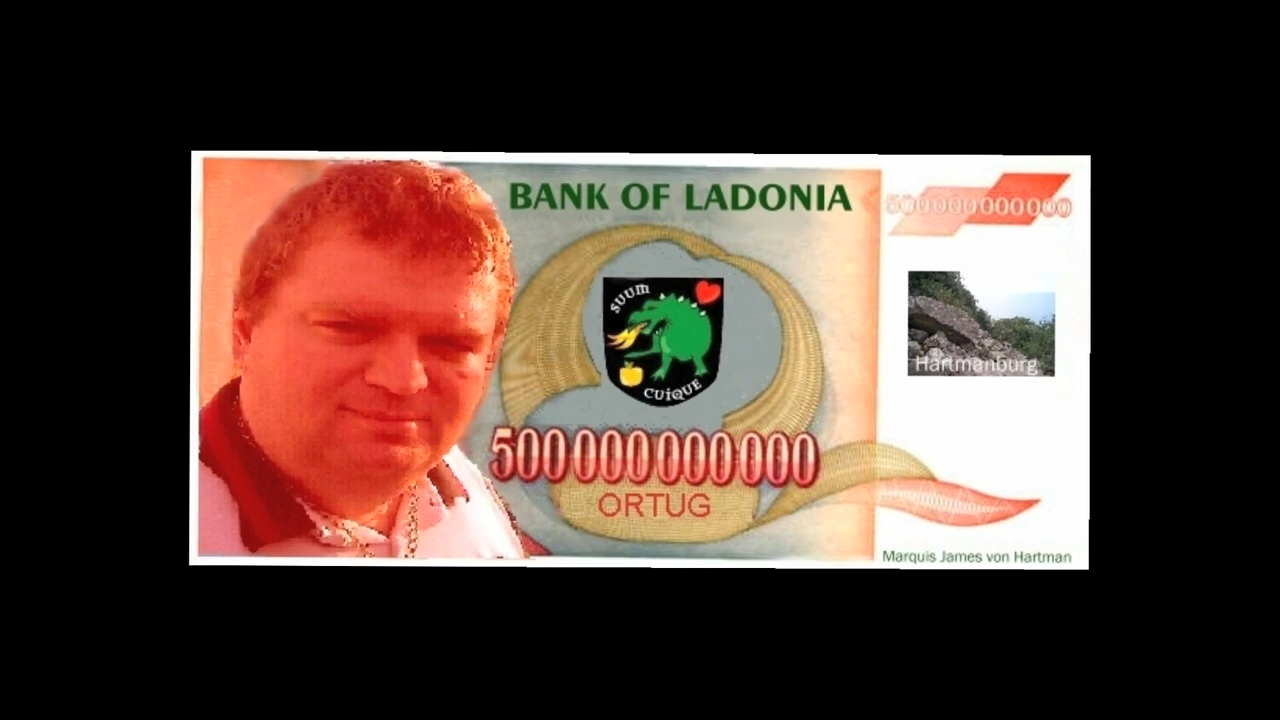 BANK OF LADONIA
500000000000
SUUM
CUIQUE
Hartmanburg
500 000 000 000
ORTUG
Marquis James von Hartman